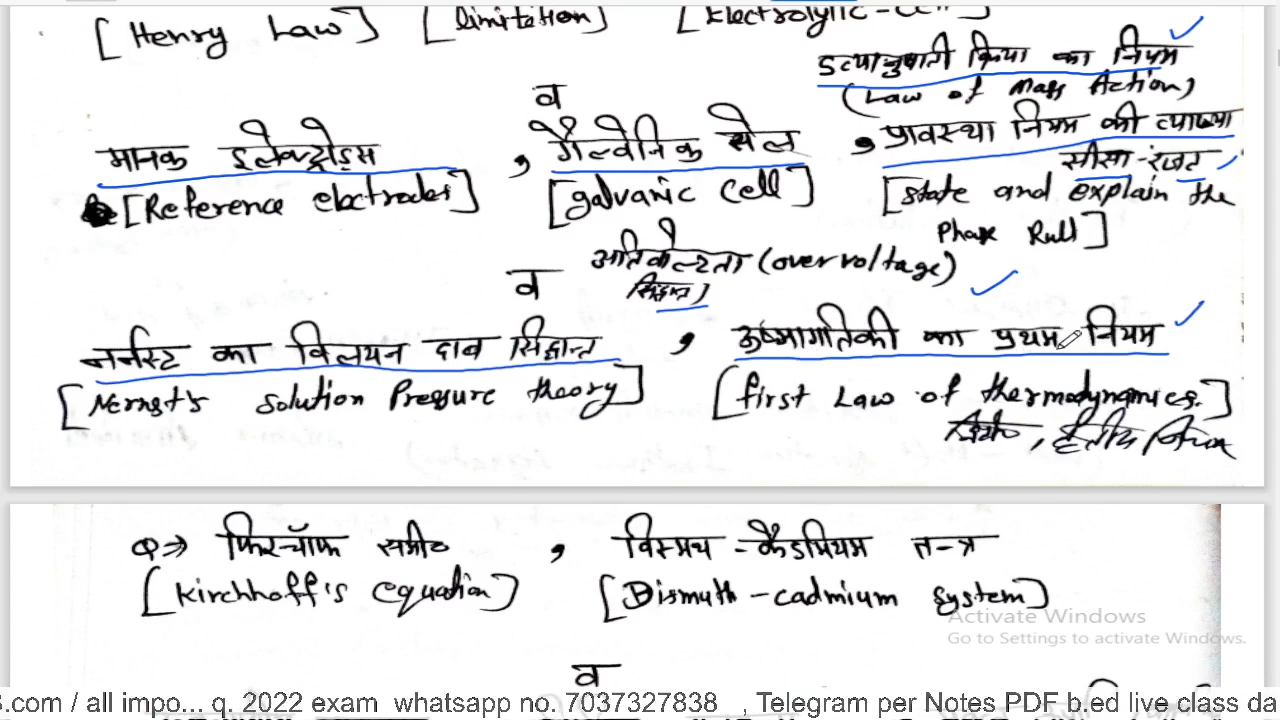 [Henry Law] [limitation] [Electrolytic-Cell]
द्रव्यानुपाती क्रिया का नियम
(Law of Mass Action)
व
मानक इलेक्ट्रोड्स , गैल्वेनिक सेल , प्रावस्था नियम की व्याख्या
सीसा-रजत
[Reference electrodes] [galvanic Cell] [state and explain the
Phase Rull]
अतिवोल्टता (overvoltage)
व सिद्धान्त)
नर्नस्ट का विलयन दाब सिद्धान्त , ऊष्मागतिकी का प्रथम नियम
[Nernst's Solution Pressure theory] [first Law of thermodynamics.]
, द्वितीय नियम
Q⇒ किरचॉफ समी० , विस्मथ-कैडमियम तन्त्र
[Kirchhoff's equation] [Bismuth-cadmium system]
Activate Windows
Go to Settings to activate Windows.
व
.com / all impo... q. 2022 exam whatsapp no. 7037327838 , Telegram per Notes PDF b.ed live class da